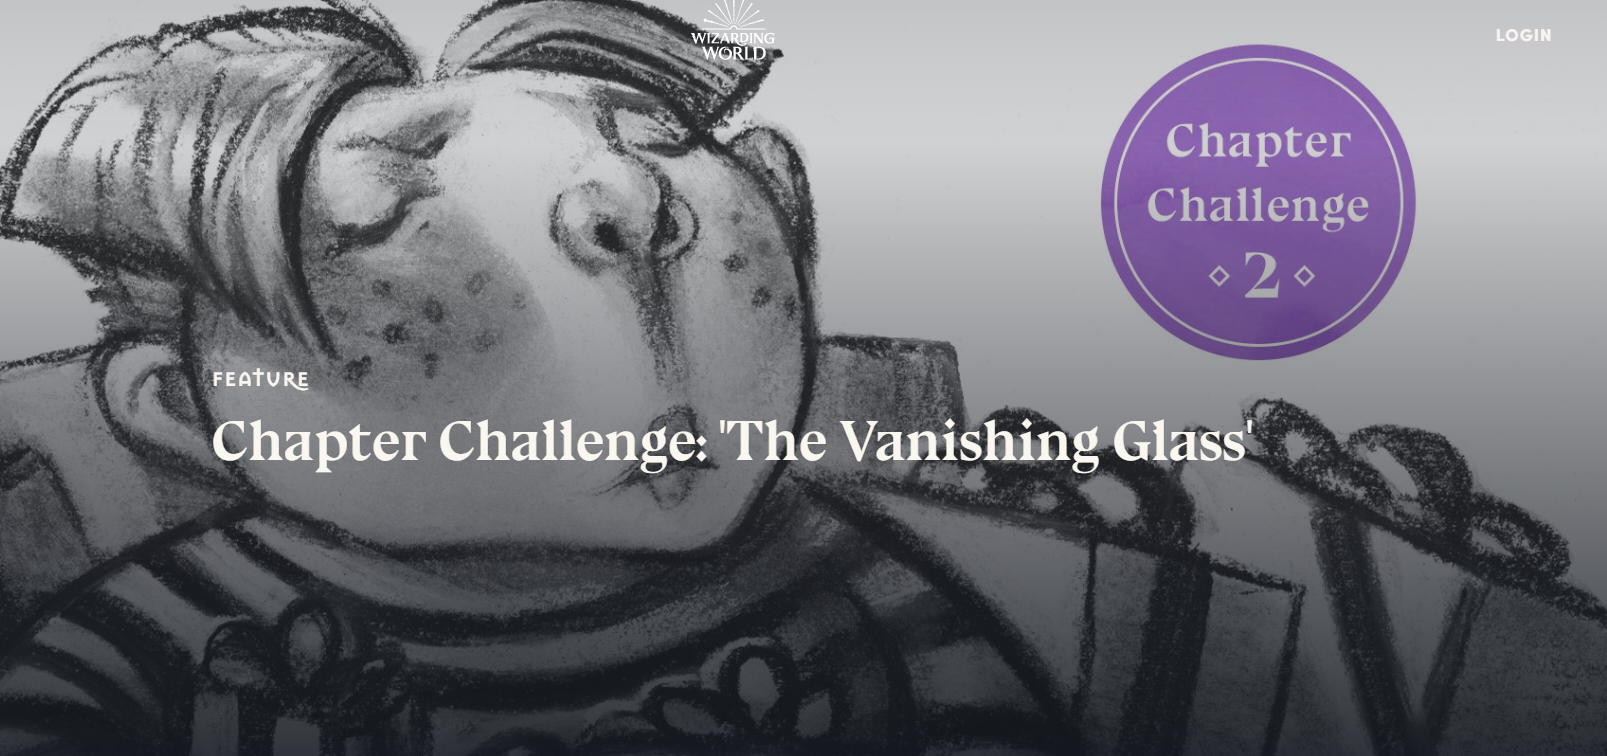 WIZARDING
WORLD
LOGIN
Chapter
Challenge
2
FEATURE
Chapter Challenge: 'The Vanishing Glass'